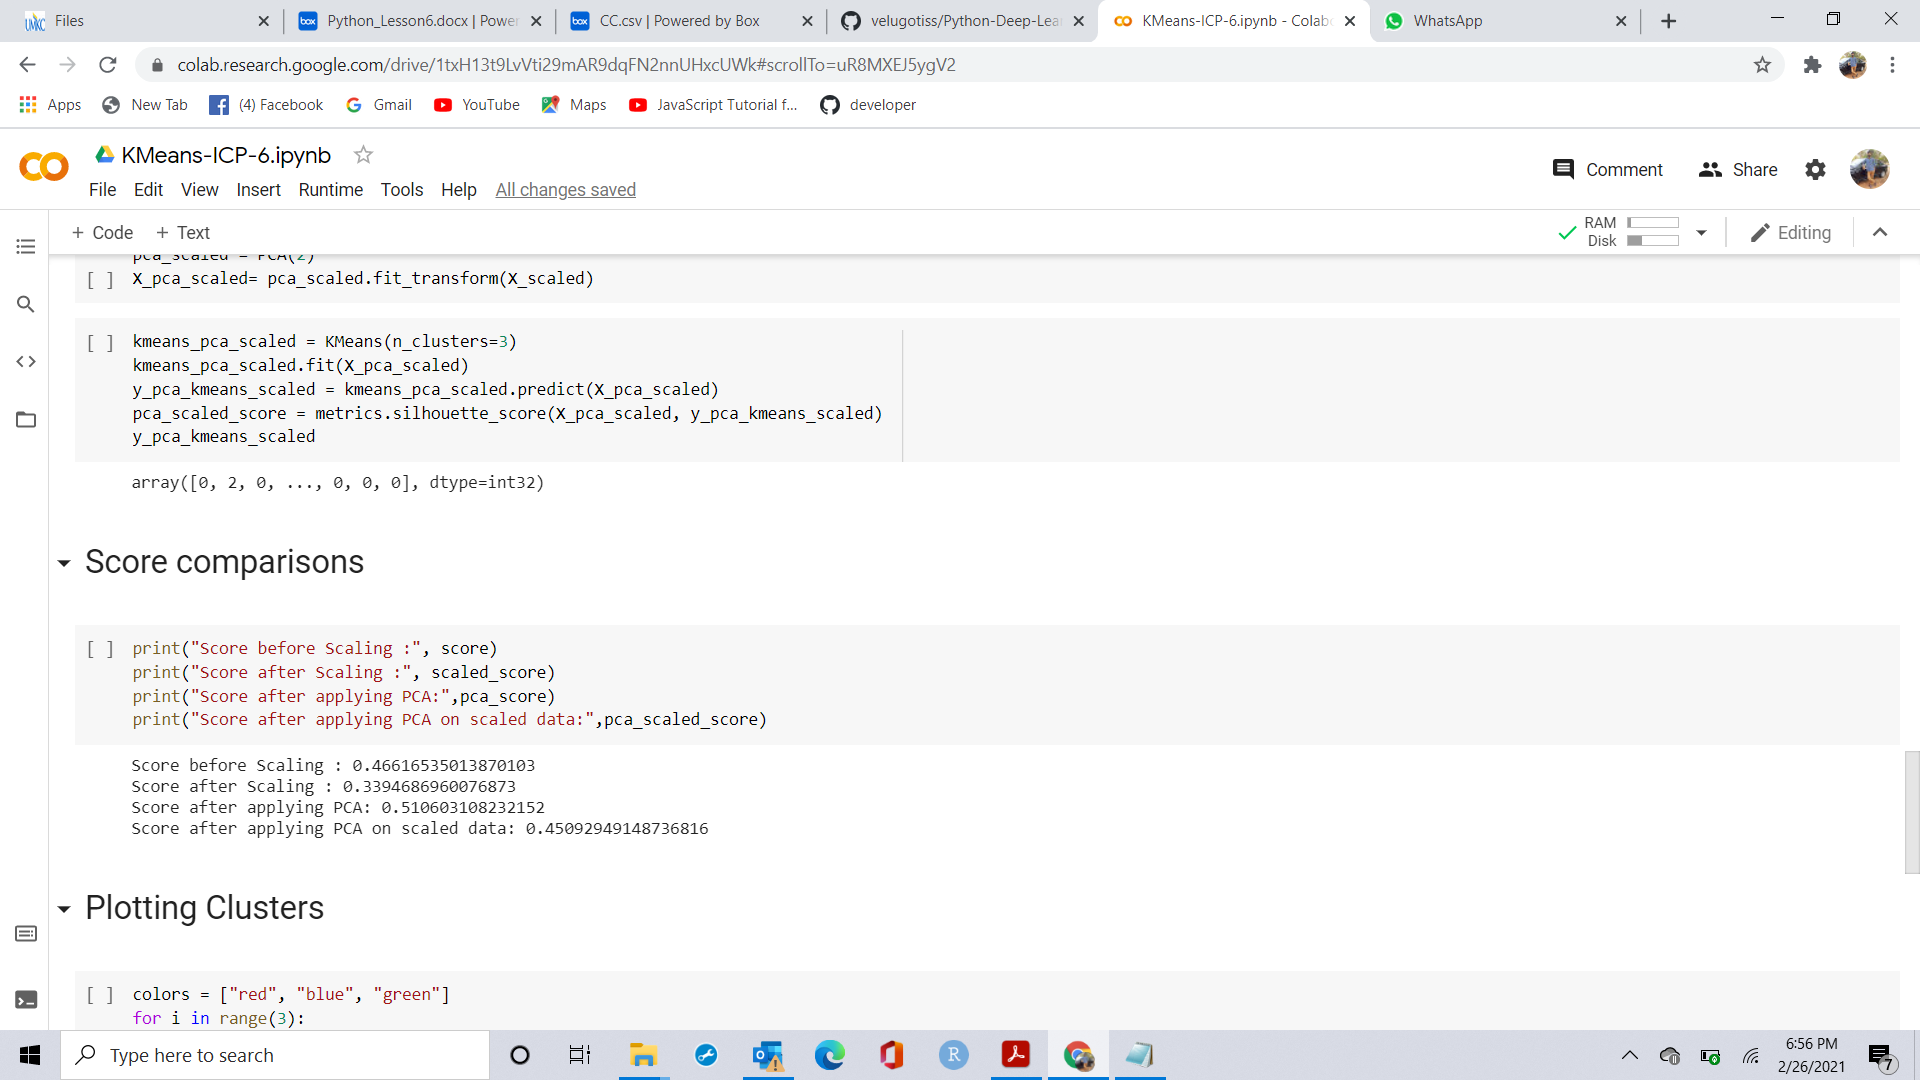 Files
Python_Lesson6.docx | Power
CC.csv | Powered by Box
velugotiss/Python-Deep-Lea
KMeans-ICP-6.ipynb - Colab
WhatsApp
colab.research.google.com/drive/1txH13t9LvVti29mAR9dqFN2nnUHxcUWk#scrollTo=uR8MXEJ5ygV2
Apps
New Tab
(4) Facebook
Gmail
YouTube
Maps
JavaScript Tutorial f...
developer
KMeans-ICP-6.ipynb
Comment
Share
File Edit View Insert Runtime Tools Help All changes saved
+ Code + Text
RAM
Disk
Editing
pca_scaled = PCA(2)
[ ] X_pca_scaled= pca_scaled.fit_transform(X_scaled)
[ ] kmeans_pca_scaled = KMeans(n_clusters=3)
kmeans_pca_scaled.fit(X_pca_scaled)
y_pca_kmeans_scaled = kmeans_pca_scaled.predict(X_pca_scaled)
pca_scaled_score = metrics.silhouette_score(X_pca_scaled, y_pca_kmeans_scaled)
y_pca_kmeans_scaled
array([0, 2, 0, ..., 0, 0, 0], dtype=int32)
Score comparisons
[ ] print("Score before Scaling :", score)
print("Score after Scaling :", scaled_score)
print("Score after applying PCA:",pca_score)
print("Score after applying PCA on scaled data:",pca_scaled_score)
Score before Scaling : 0.46616535013870103
Score after Scaling : 0.3394686960076873
Score after applying PCA: 0.510603108232152
Score after applying PCA on scaled data: 0.45092949148736816
Plotting Clusters
[ ] colors = ["red", "blue", "green"]
for i in range(3):
Type here to search
6:56 PM
2/26/2021
7